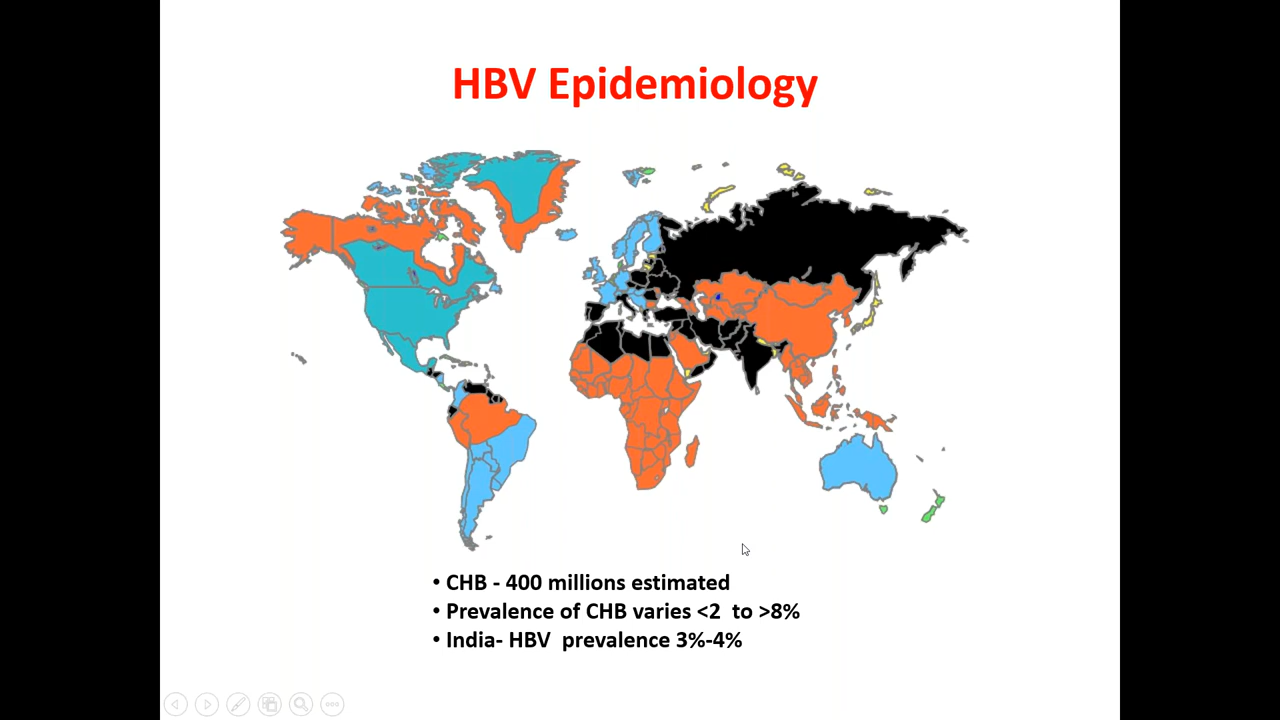 HBV Epidemiology
• CHB - 400 millions estimated
• Prevalence of CHB varies <2  to >8%
• India- HBV  prevalence 3%-4%